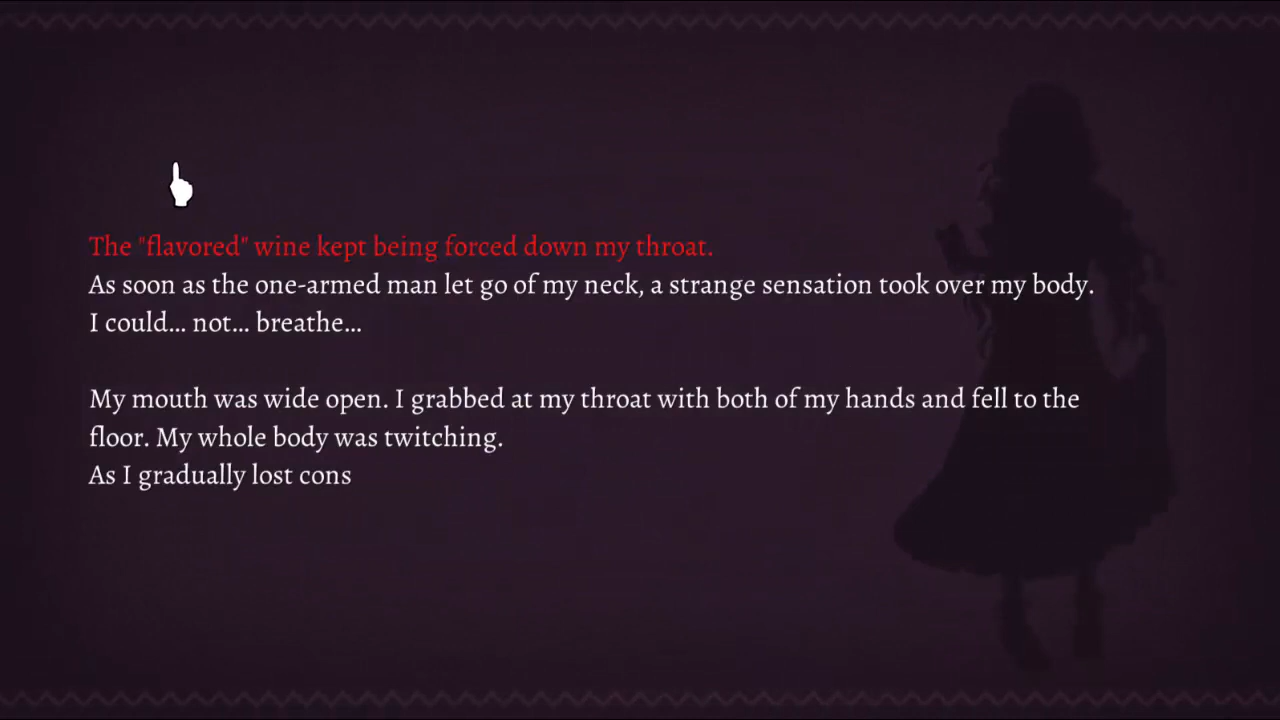 The "flavored" wine kept being forced down my throat.
As soon as the one-armed man let go of my neck, a strange sensation took over my body.
I could... not... breathe...
My mouth was wide open. I grabbed at my throat with both of my hands and fell to the
floor. My whole body was twitching.
As I gradually lost cons